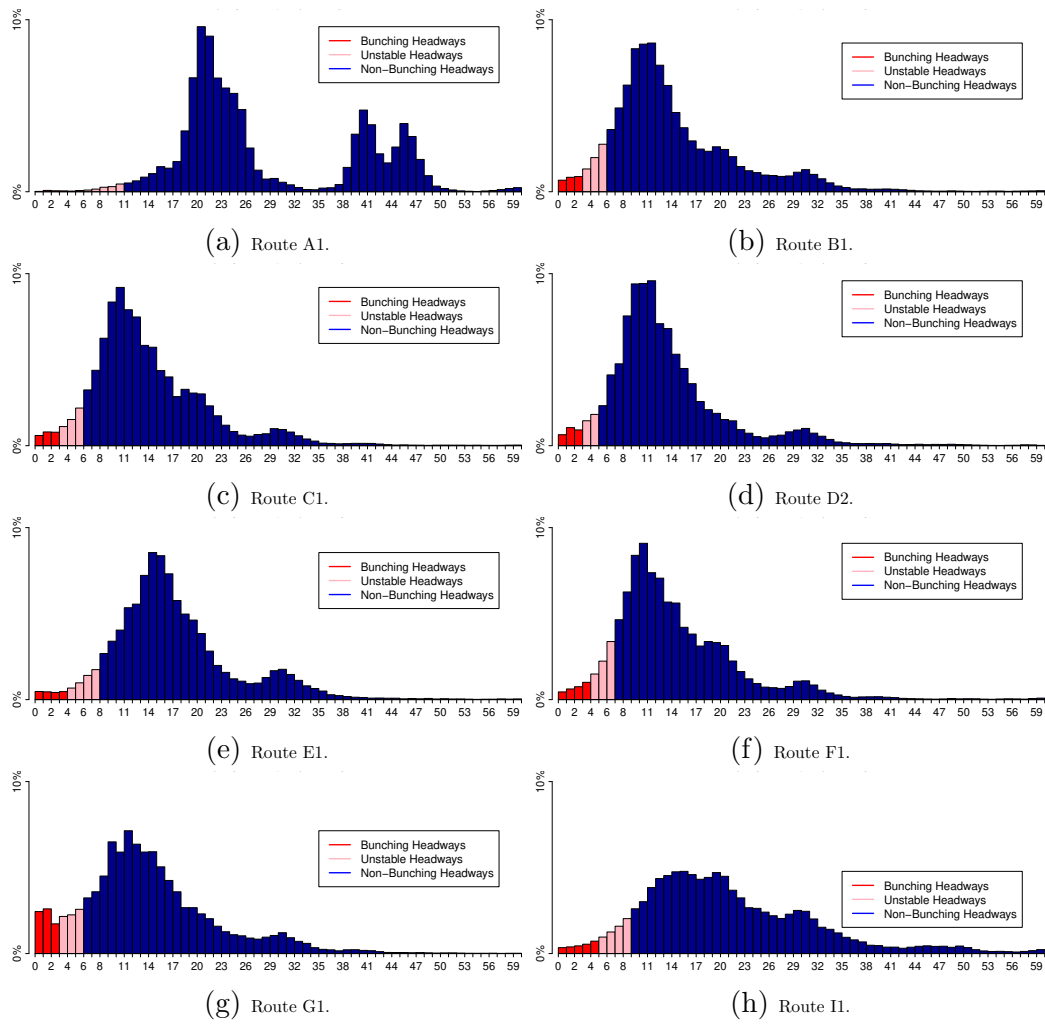 10%
0%
Bunching Headways
Unstable Headways
Non−Bunching Headways
0 2 4 6 8 11 14 17 20 23 26 29 32 35 38 41 44 47 50 53 56 59
(a) Route A1.
10%
0%
Bunching Headways
Unstable Headways
Non−Bunching Headways
0 2 4 6 8 11 14 17 20 23 26 29 32 35 38 41 44 47 50 53 56 59
(b) Route B1.
10%
0%
Bunching Headways
Unstable Headways
Non−Bunching Headways
0 2 4 6 8 11 14 17 20 23 26 29 32 35 38 41 44 47 50 53 56 59
(c) Route C1.
10%
0%
Bunching Headways
Unstable Headways
Non−Bunching Headways
0 2 4 6 8 11 14 17 20 23 26 29 32 35 38 41 44 47 50 53 56 59
(d) Route D2.
10%
0%
Bunching Headways
Unstable Headways
Non−Bunching Headways
0 2 4 6 8 11 14 17 20 23 26 29 32 35 38 41 44 47 50 53 56 59
(e) Route E1.
10%
0%
Bunching Headways
Unstable Headways
Non−Bunching Headways
0 2 4 6 8 11 14 17 20 23 26 29 32 35 38 41 44 47 50 53 56 59
(f) Route F1.
10%
0%
Bunching Headways
Unstable Headways
Non−Bunching Headways
0 2 4 6 8 11 14 17 20 23 26 29 32 35 38 41 44 47 50 53 56 59
(g) Route G1.
10%
0%
Bunching Headways
Unstable Headways
Non−Bunching Headways
0 2 4 6 8 11 14 17 20 23 26 29 32 35 38 41 44 47 50 53 56 59
(h) Route I1.